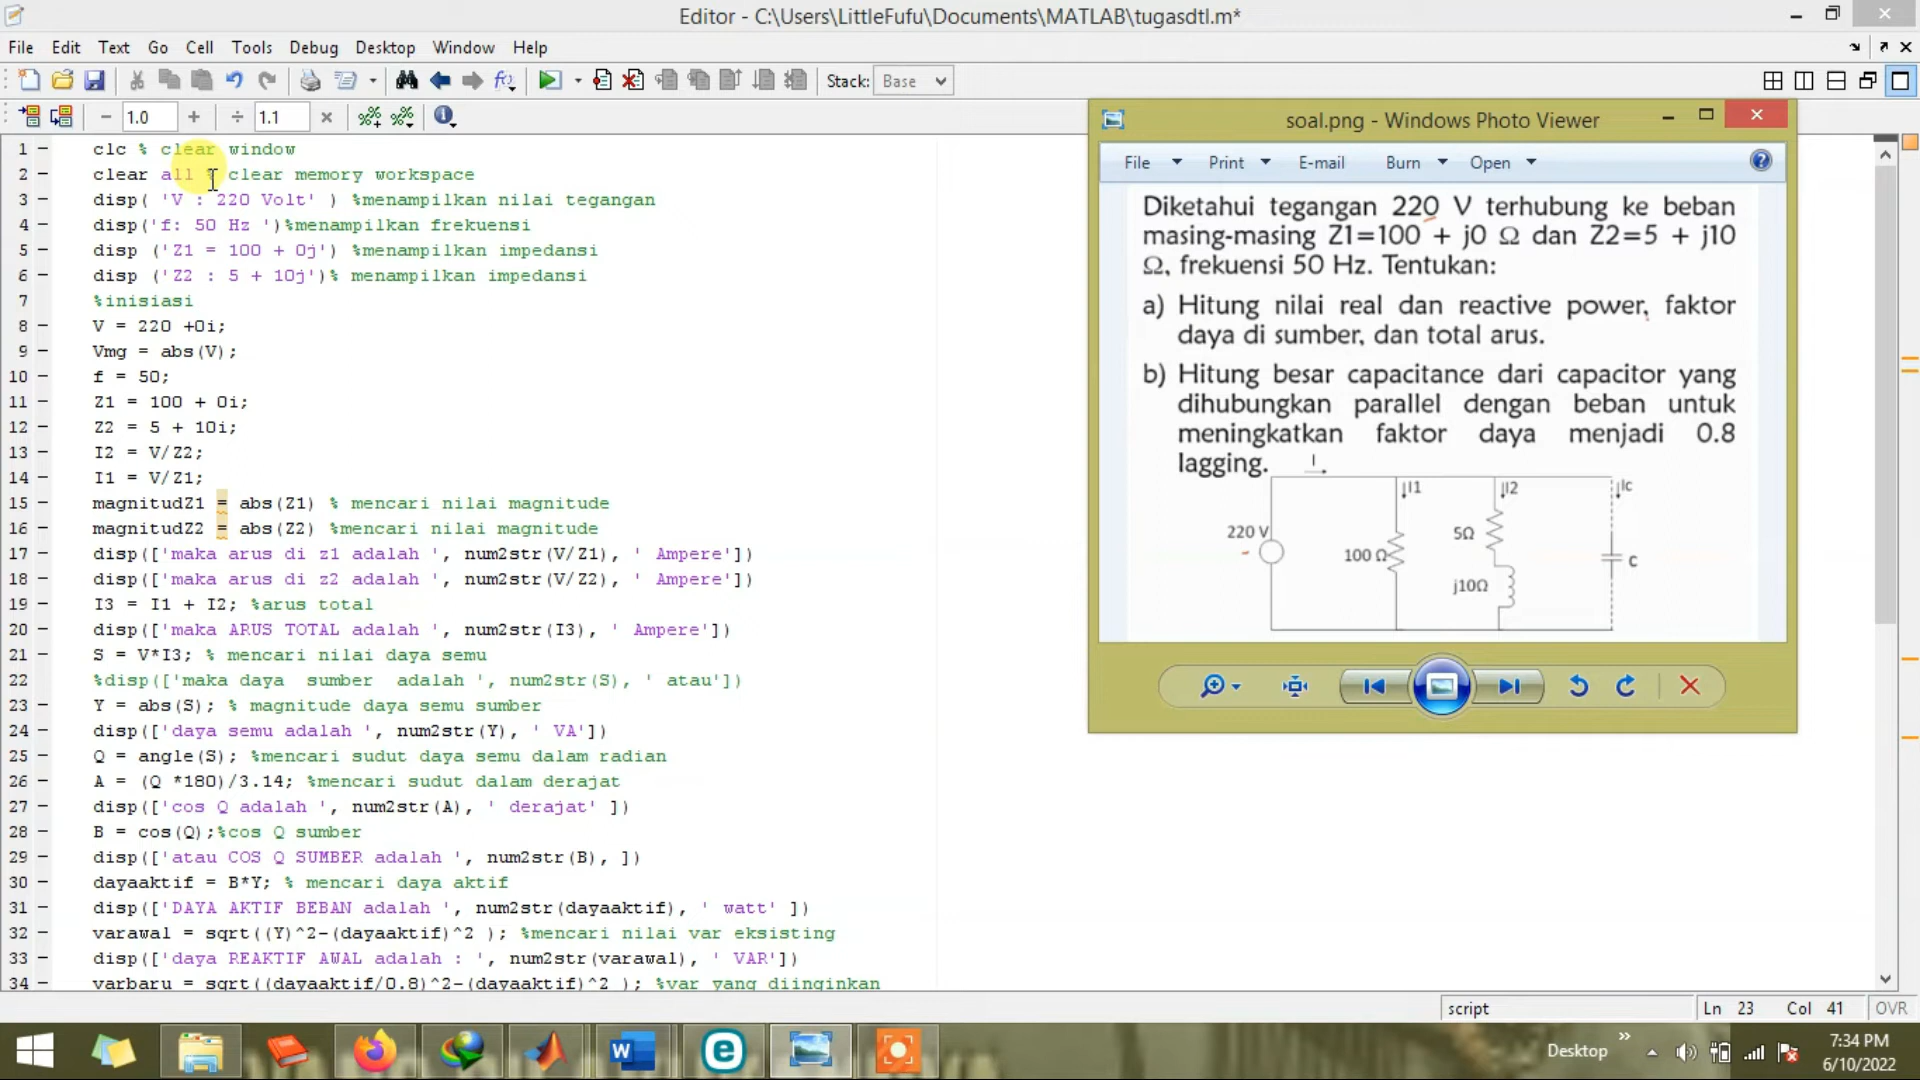 Editor - C:\Users\LittleFufu\Documents\MATLAB\tugasdtl.m*
File Edit Text Go Cell Tools Debug Desktop Window Help
Stack: Base
1.0
1.1
1 clc % clear window
2 clear all % clear memory workspace
3 disp( 'V : 220 Volt' ) %menampilkan nilai tegangan
4 disp('f: 50 Hz ')%menampilkan frekuensi
5 disp ('Z1 = 100 + 0j') %menampilkan impedansi
6 disp ('Z2 : 5 + 10j')% menampilkan impedansi
7 %inisiasi
8 V = 220 +0i;
9 Vmg = abs(V);
10 f = 50;
11 Z1 = 100 + 0i;
12 Z2 = 5 + 10i;
13 I2 = V/Z2;
14 I1 = V/Z1;
15 magnitudZ1 = abs(Z1) % mencari nilai magnitude
16 magnitudZ2 = abs(Z2) %mencari nilai magnitude
17 disp(['maka arus di z1 adalah ', num2str(V/Z1), ' Ampere'])
18 disp(['maka arus di z2 adalah ', num2str(V/Z2), ' Ampere'])
19 I3 = I1 + I2; %arus total
20 disp(['maka ARUS TOTAL adalah ', num2str(I3), ' Ampere'])
21 S = V*I3; % mencari nilai daya semu
22 %disp(['maka daya  sumber  adalah ', num2str(S), ' atau'])
23 Y = abs(S); % magnitude daya semu sumber
24 disp(['daya semu adalah ', num2str(Y), ' VA'])
25 Q = angle(S); %mencari sudut daya semu dalam radian
26 A = (Q *180)/3.14; %mencari sudut dalam derajat
27 disp(['cos Q adalah ', num2str(A), ' derajat' ])
28 B = cos(Q);%cos Q sumber
29 disp(['atau COS Q SUMBER adalah ', num2str(B), ])
30 dayaaktif = B*Y; % mencari daya aktif
31 disp(['DAYA AKTIF BEBAN adalah ', num2str(dayaaktif), ' watt' ])
32 varawal = sqrt((Y)^2-(dayaaktif)^2 ); %mencari nilai var eksisting
33 disp(['daya REAKTIF AWAL adalah : ', num2str(varawal), ' VAR'])
34 varbaru = sqrt((dayaaktif/0.8)^2-(dayaaktif)^2 ); %var yang diinginkan
soal.png - Windows Photo Viewer
File Print E-mail Burn Open
Diketahui tegangan 220 V terhubung ke beban
masing-masing Z1=100 + j0 Ω dan Z2=5 + j10
Ω, frekuensi 50 Hz. Tentukan:
a) Hitung nilai real dan reactive power, faktor
daya di sumber, dan total arus.
b) Hitung besar capacitance dari capacitor yang
dihubungkan parallel dengan beban untuk
meningkatkan faktor daya menjadi 0.8
lagging.
I1 I2 Ic
220 V 5Ω
100 Ω C
j10Ω
script Ln 23 Col 41 OVR
Desktop
7:34 PM
6/10/2022